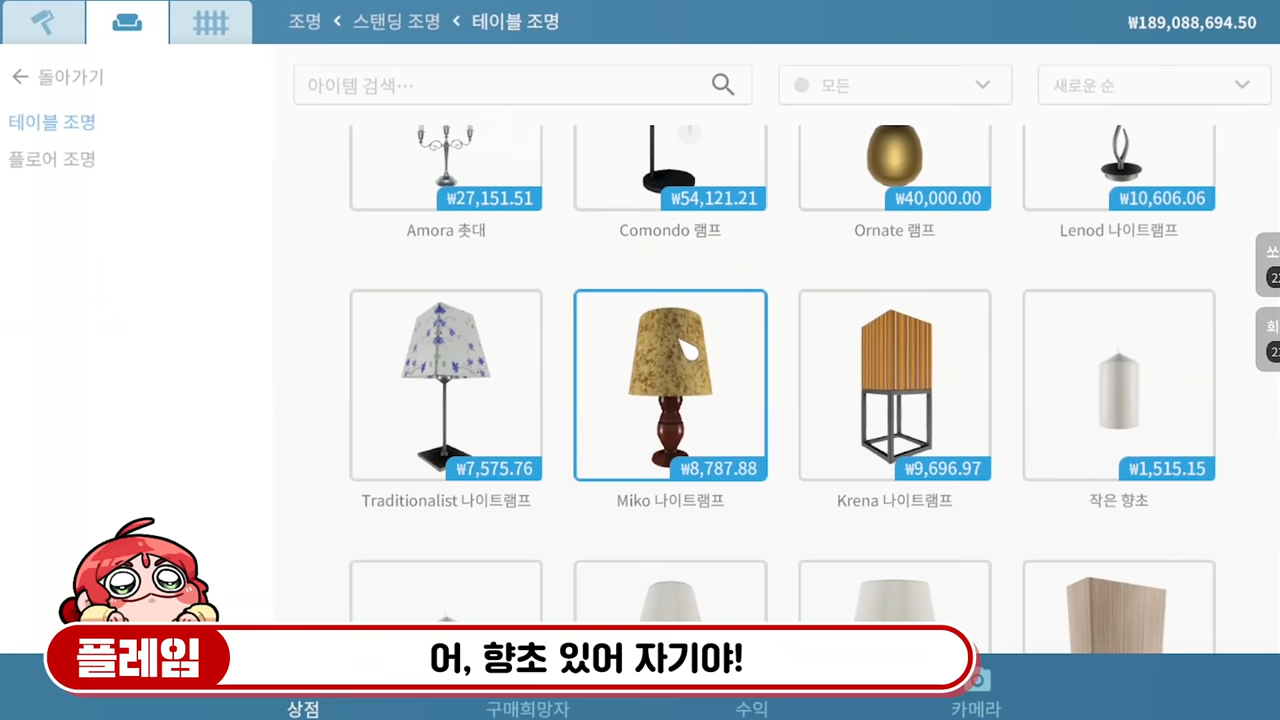 조명 < 스탠딩 조명 < 테이블 조명
₩189,088,694.50
← 돌아가기
테이블 조명
플로어 조명
아이템 검색…
모든
새로운 순
₩27,151.51
₩54,121.21
₩40,000.00
₩10,606.06
Amora 촛대
Comondo 램프
Ornate 램프
Lenod 나이트램프
₩7,575.76
₩8,787.88
₩9,696.97
₩1,515.15
Traditionalist 나이트램프
Miko 나이트램프
Krena 나이트램프
작은 향초
플레임
어, 향초 있어 자기야!
상점
구매희망자
수익
카메라